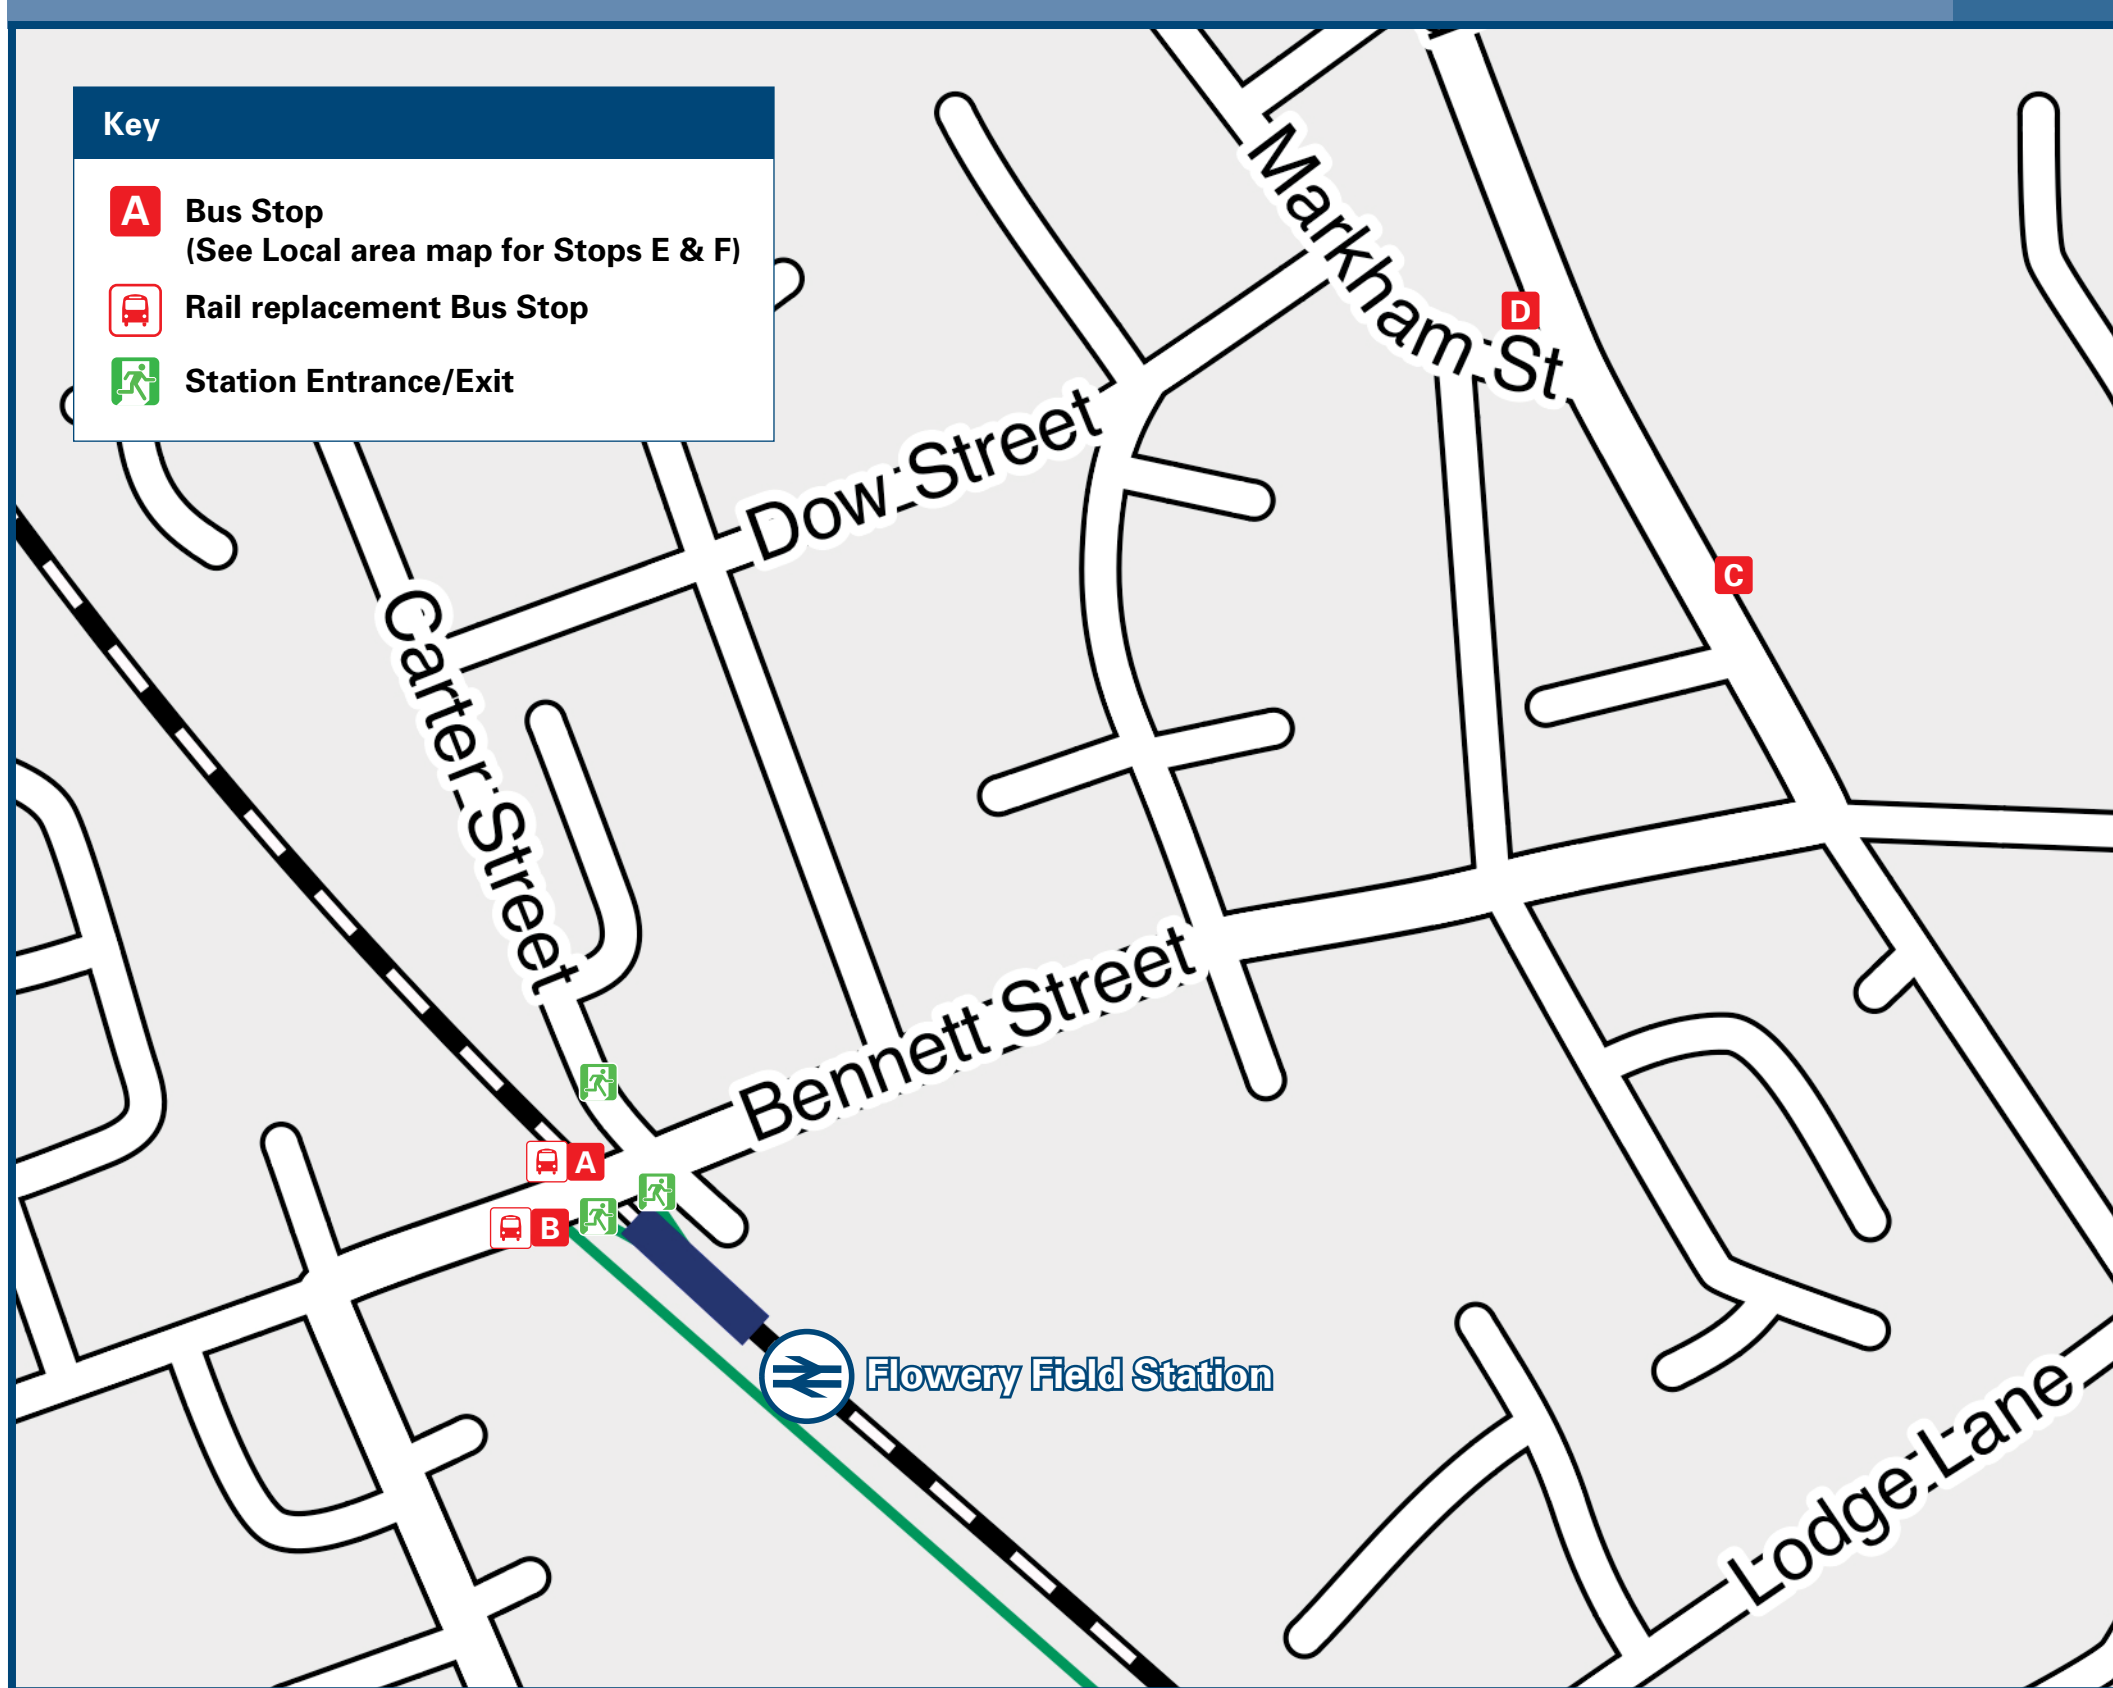 Key
A
Bus Stop
(See Local area map for Stops E & F)
Rail replacement Bus Stop
Station Entrance/Exit
Markham St
D
Dow Street
C
Carter Street
Bennett Street
A
B
Flowery Field Station
Lodge Lane